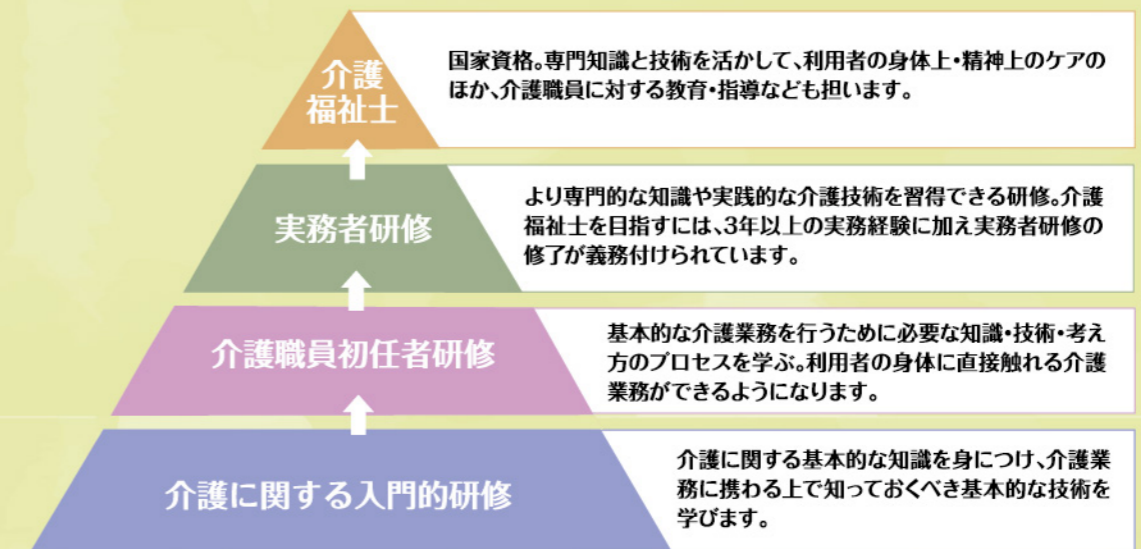 介護
福祉士
国家資格。専門知識と技術を活かして、利用者の身体上・精神上のケアの
ほか、介護職員に対する教育・指導なども担います。
実務者研修
より専門的な知識や実践的な介護技術を習得できる研修。介護
福祉士を目指すには、3年以上の実務経験に加え実務者研修の
修了が義務付けられています。
介護職員初任者研修
基本的な介護業務を行うために必要な知識・技術・考え
方のプロセスを学ぶ。利用者の身体に直接触れる介護
業務ができるようになります。
介護に関する入門的研修
介護に関する基本的な知識を身につけ、介護業
務に携わる上で知っておくべき基本的な技術を
学びます。